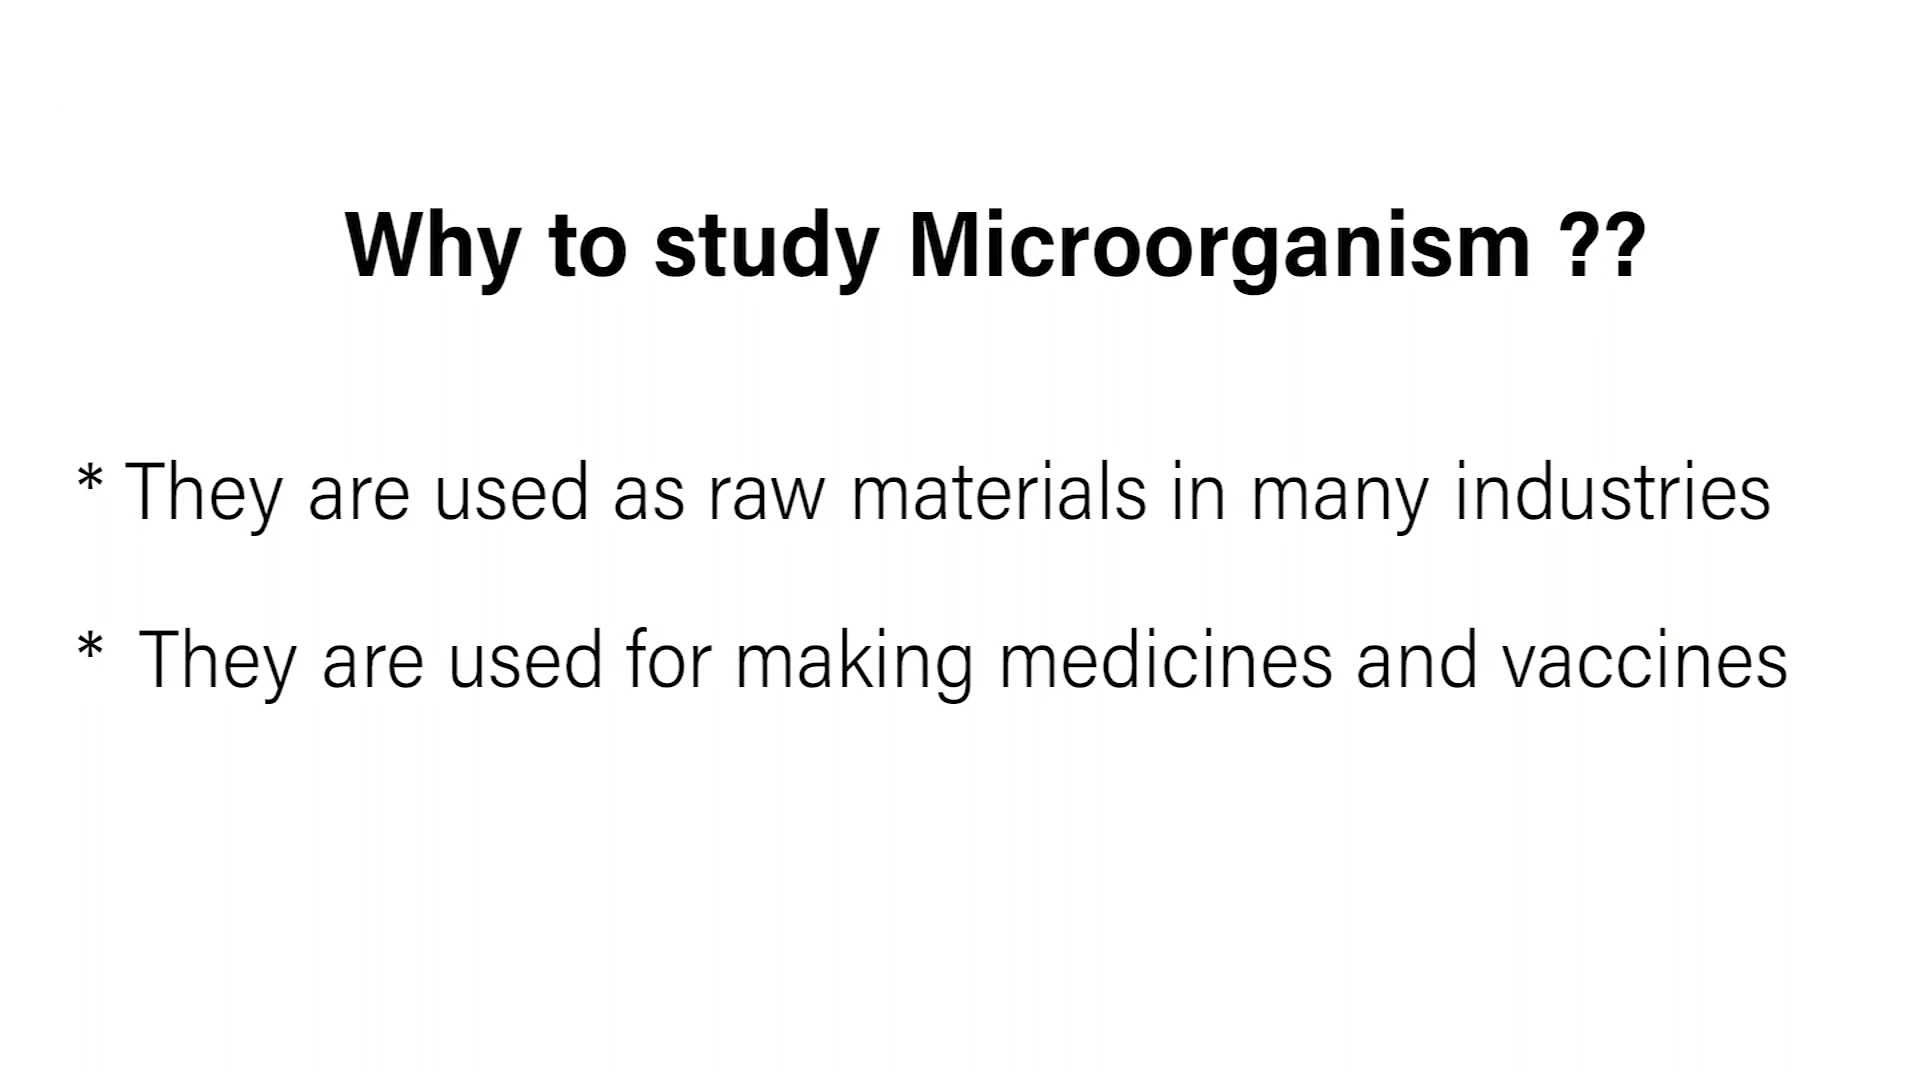 Why to study Microorganism ??
* They are used as raw materials in many industries
* They are used for making medicines and vaccines